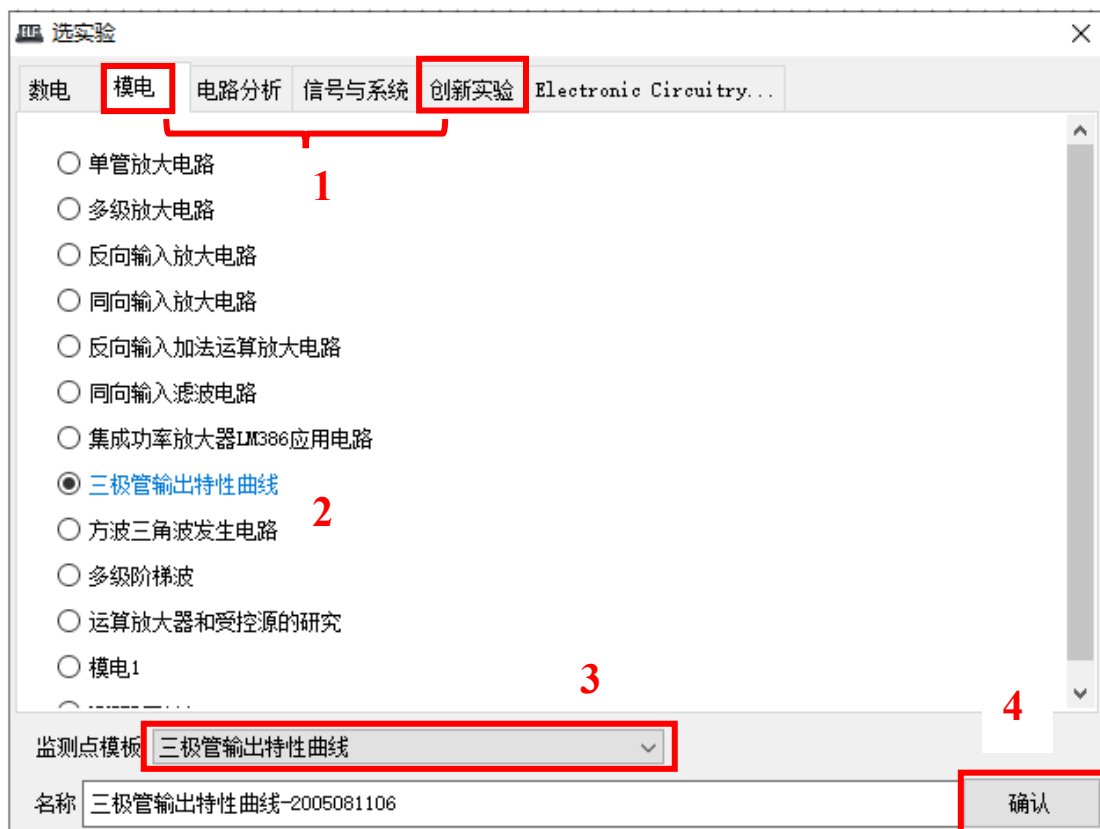 选实验
数电 模电 电路分析 信号与系统 创新实验 Electronic Circuitry...
1
单管放大电路
多级放大电路
反向输入放大电路
同向输入放大电路
反向输入加法运算放大电路
同向输入滤波电路
集成功率放大器LM386应用电路
三极管输出特性曲线
2
方波三角波发生电路
多级阶梯波
运算放大器和受控源的研究
模电1
3
4
监测点模板 三极管输出特性曲线
名称 三极管输出特性曲线-2005081106 确认